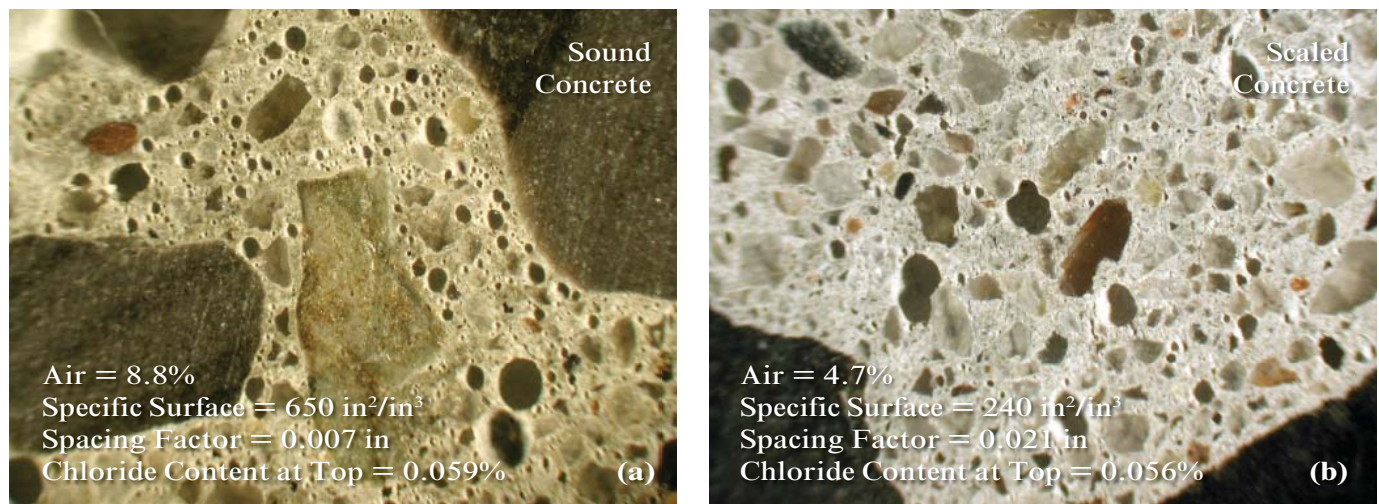 Sound
Concrete
Air = 8.8%
Specific Surface = 650 in²/in³
Spacing Factor = 0.007 in
Chloride Content at Top = 0.059%
(a)
Scaled
Concrete
Air = 4.7%
Specific Surface = 240 in²/in³
Spacing Factor = 0.021 in
Chloride Content at Top = 0.056%
(b)